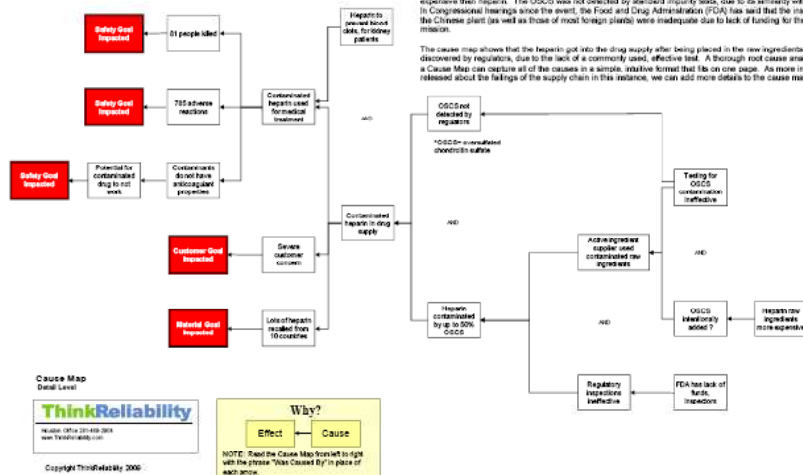 expensive then heparin. The OSCS was not detected by standard impurity tests, due to its similarity
In Congressional hearings since the event, the Food and Drug Administration (FDA) has said that the
the Chinese plant (as well as those of most foreign plants) were inadequate due to lack of funding for
mission.
The cause map shows that the heparin got into the drug supply after being placed in the raw ingredients
discovered by regulators, due to the lack of a commonly used, effective test. A thorough root cause
a Cause Map can capture all of the causes in a simple, intuitive format that fits on one page. As more
released about the failings of the supply chain in this instance, we can add more details to the cause
Safety Goal
Impacted
81 people killed
Heparin to
prevent blood
clots, for kidney
patients
Safety Goal
Impacted
785 adverse
reactions
Contaminated
heparin used
for medical
treatment
AND
OSCS not
detected by
regulators
*OSCS= oversulfated
chondroitin sulfate
Safety Goal
Impacted
Potential for
contaminated
drug to not
work
Contaminants
do not have
anticoagulant
properties
Testing for
OSCS
contamination
ineffective
Contaminated
heparin in drug
supply
AND
Customer Goal
Impacted
Severe
customer
concern
Active ingredient
supplier used
contaminated raw
ingredients
AND
Material Goal
Impacted
Lots of heparin
recalled from
10 countries
Heparin
contaminated
by up to 50%
OSCS
AND
OSCS
intentionally
added ?
Heparin raw
ingredients
more expensive
Regulatory
inspections
ineffective
FDA has lack of
funds,
inspectors
Cause Map
Detail Level
ThinkReliability
Houston Office
www.ThinkReliability.com
Copyright ThinkReliability
Why?
Effect
Cause
NOTE: Read the Cause Map from left to right
with the phrase "Was Caused By" in place of
each arrow.